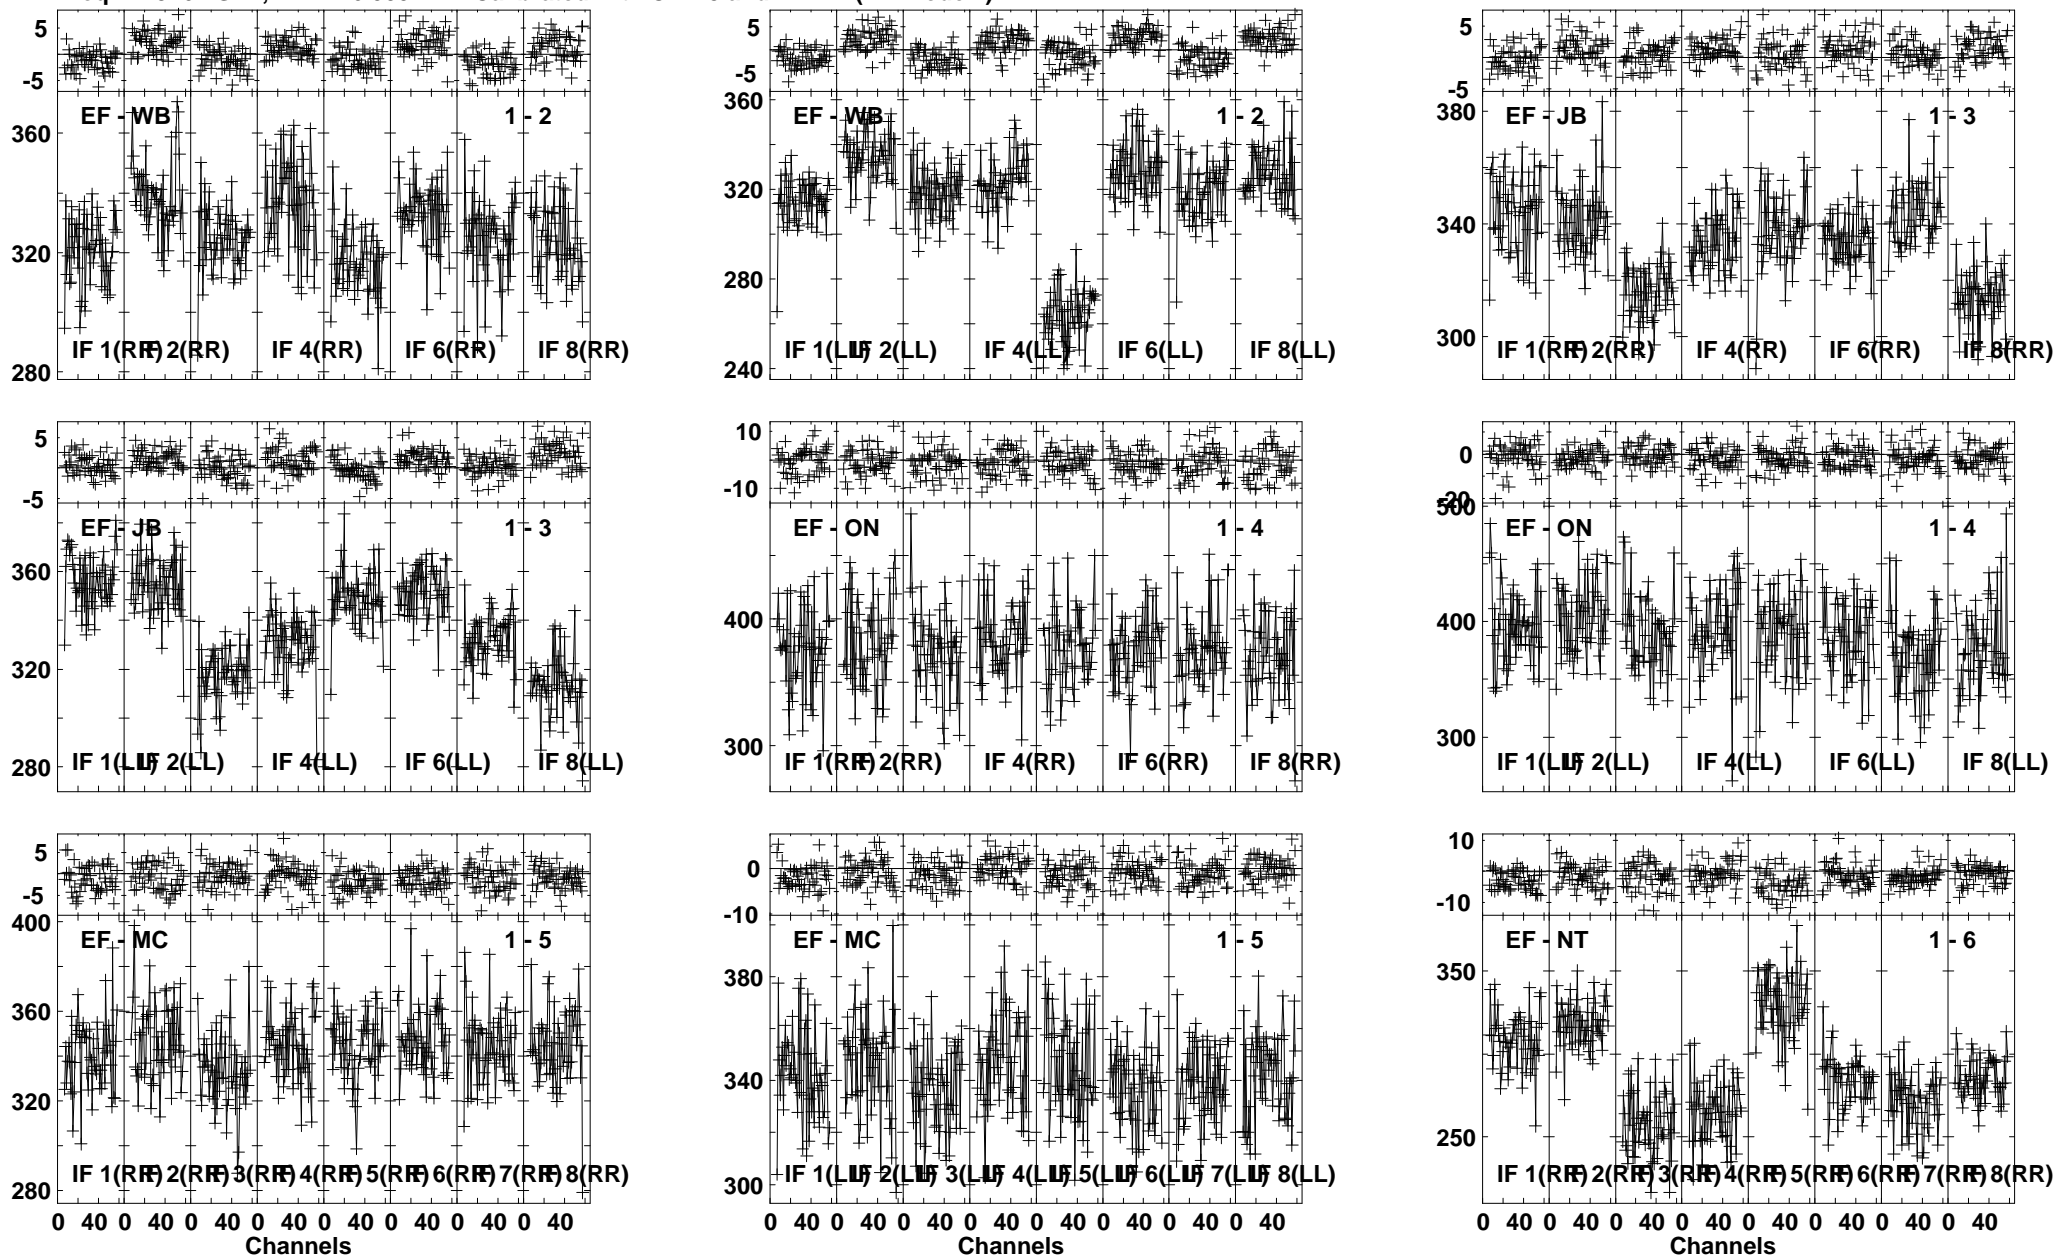 5
-5
EF - WB 1 - 2
360
320
280
IF 1(RR) IF 2(RR) IF 4(RR) IF 6(RR) IF 8(RR)
5
-5
360
EF - WB 1 - 2
320
280
240
IF 1(LL) IF 2(LL) IF 4(LL) IF 6(LL) IF 8(LL)
5
-5
380
EF - JB 1 - 3
340
300
IF 1(RR) IF 2(RR) IF 4(RR) IF 6(RR) IF 8(RR)
5
-5
EF - JB 1 - 3
360
320
280
IF 1(LL) IF 2(LL) IF 4(LL) IF 6(LL) IF 8(LL)
10
-10
EF - ON 1 - 4
400
300
IF 1(RR) IF 2(RR) IF 4(RR) IF 6(RR) IF 8(RR)
0
-20
500
EF - ON 1 - 4
400
300
IF 1(LL) IF 2(LL) IF 4(LL) IF 6(LL) IF 8(LL)
5
-5
400
EF - MC 1 - 5
360
320
280
IF 1(RR) IF 2(RR) IF 3(RR) IF 4(RR) IF 5(RR) IF 6(RR) IF 7(RR) IF 8(RR)
0 40 0 40 0 40 0 40 0 40 0 40 0 40 0 40
Channels
0
-10
EF - MC 1 - 5
380
340
300
IF 1(LL) IF 2(LL) IF 3(LL) IF 4(LL) IF 5(LL) IF 6(LL) IF 7(LL) IF 8(LL)
0 40 0 40 0 40 0 40 0 40 0 40 0 40 0 40
Channels
10
-10
EF - NT 1 - 6
350
250
IF 1(RR) IF 2(RR) IF 3(RR) IF 4(RR) IF 5(RR) IF 6(RR) IF 7(RR) IF 8(RR)
0 40 0 40 0 40 0 40 0 40 0 40 0 40 0 40
Channels